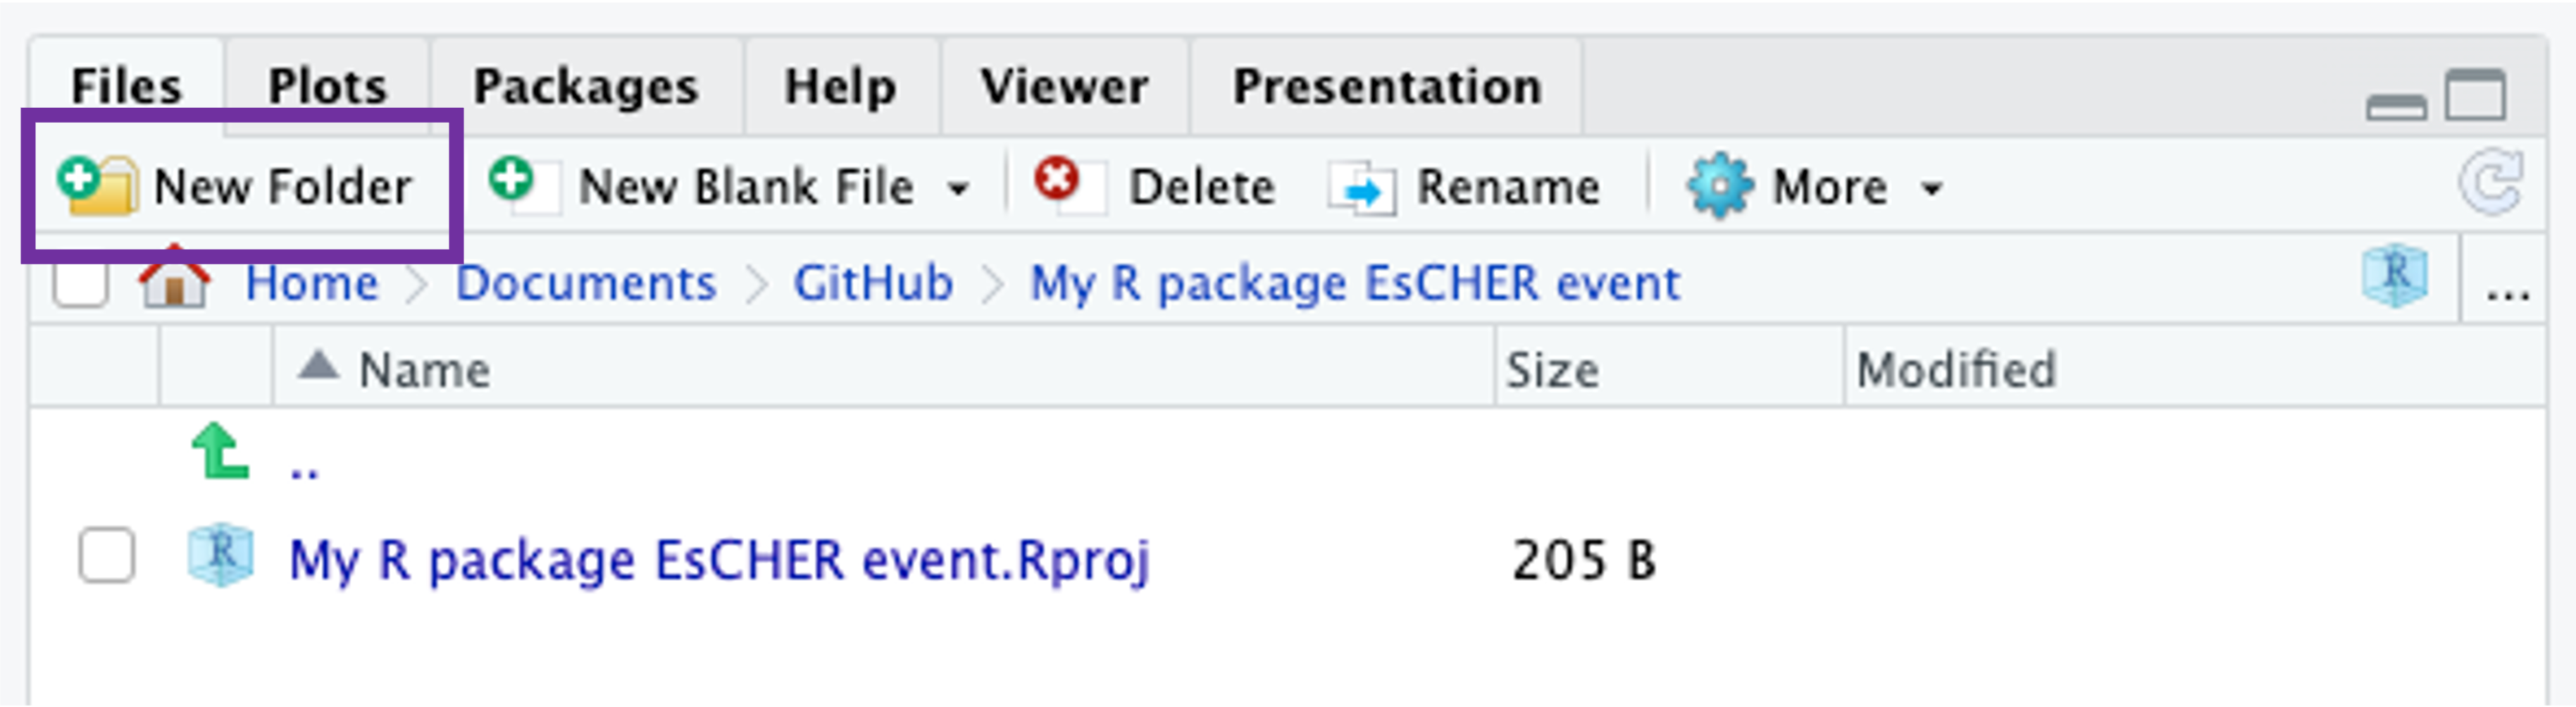 Files Plots Packages Help Viewer Presentation
New Folder New Blank File Delete Rename More
Home Documents GitHub My R package EsCHER event R ...
Name Size Modified
..
R My R package EsCHER event.Rproj 205 B